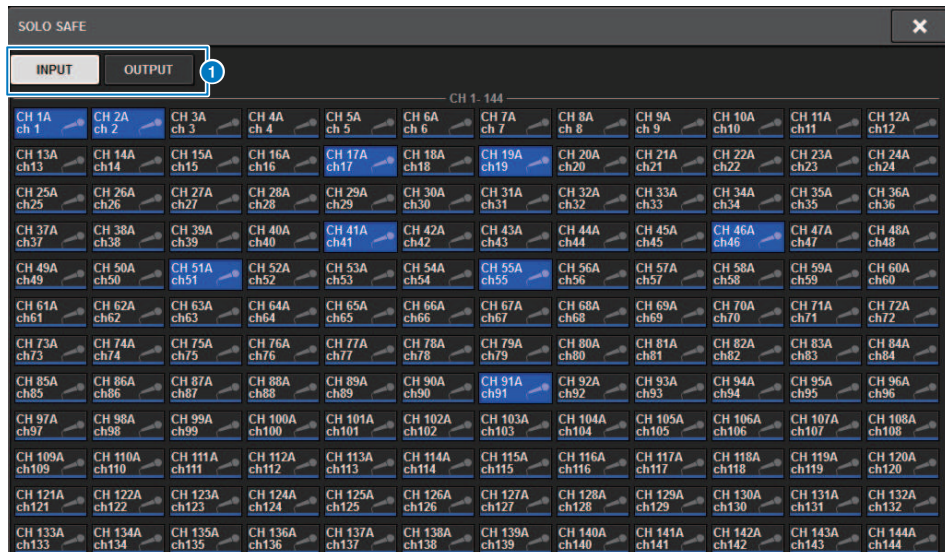 SOLO SAFE
INPUT OUTPUT 1
CH 1- 144
CH 1A CH 2A CH 3A CH 4A CH 5A CH 6A CH 7A CH 8A CH 9A CH 10A CH 11A CH 12A
ch 1 ch 2 ch 3 ch 4 ch 5 ch 6 ch 7 ch 8 ch 9 ch10 ch11 ch12
CH 13A CH 14A CH 15A CH 16A CH 17A CH 18A CH 19A CH 20A CH 21A CH 22A CH 23A CH 24A
ch13 ch14 ch15 ch16 ch17 ch18 ch19 ch20 ch21 ch22 ch23 ch24
CH 25A CH 26A CH 27A CH 28A CH 29A CH 30A CH 31A CH 32A CH 33A CH 34A CH 35A CH 36A
ch25 ch26 ch27 ch28 ch29 ch30 ch31 ch32 ch33 ch34 ch35 ch36
CH 37A CH 38A CH 39A CH 40A CH 41A CH 42A CH 43A CH 44A CH 45A CH 46A CH 47A CH 48A
ch37 ch38 ch39 ch40 ch41 ch42 ch43 ch44 ch45 ch46 ch47 ch48
CH 49A CH 50A CH 51A CH 52A CH 53A CH 54A CH 55A CH 56A CH 57A CH 58A CH 59A CH 60A
ch49 ch50 ch51 ch52 ch53 ch54 ch55 ch56 ch57 ch58 ch59 ch60
CH 61A CH 62A CH 63A CH 64A CH 65A CH 66A CH 67A CH 68A CH 69A CH 70A CH 71A CH 72A
ch61 ch62 ch63 ch64 ch65 ch66 ch67 ch68 ch69 ch70 ch71 ch72
CH 73A CH 74A CH 75A CH 76A CH 77A CH 78A CH 79A CH 80A CH 81A CH 82A CH 83A CH 84A
ch73 ch74 ch75 ch76 ch77 ch78 ch79 ch80 ch81 ch82 ch83 ch84
CH 85A CH 86A CH 87A CH 88A CH 89A CH 90A CH 91A CH 92A CH 93A CH 94A CH 95A CH 96A
ch85 ch86 ch87 ch88 ch89 ch90 ch91 ch92 ch93 ch94 ch95 ch96
CH 97A CH 98A CH 99A CH 100A CH 101A CH 102A CH 103A CH 104A CH 105A CH 106A CH 107A CH 108A
ch97 ch98 ch99 ch100 ch101 ch102 ch103 ch104 ch105 ch106 ch107 ch108
CH 109A CH 110A CH 111A CH 112A CH 113A CH 114A CH 115A CH 116A CH 117A CH 118A CH 119A CH 120A
ch109 ch110 ch111 ch112 ch113 ch114 ch115 ch116 ch117 ch118 ch119 ch120
CH 121A CH 122A CH 123A CH 124A CH 125A CH 126A CH 127A CH 128A CH 129A CH 130A CH 131A CH 132A
ch121 ch122 ch123 ch124 ch125 ch126 ch127 ch128 ch129 ch130 ch131 ch132
CH 133A CH 134A CH 135A CH 136A CH 137A CH 138A CH 139A CH 140A CH 141A CH 142A CH 143A CH 144A
ch133 ch134 ch135 ch136 ch137 ch138 ch139 ch140 ch141 ch142 ch143 ch144